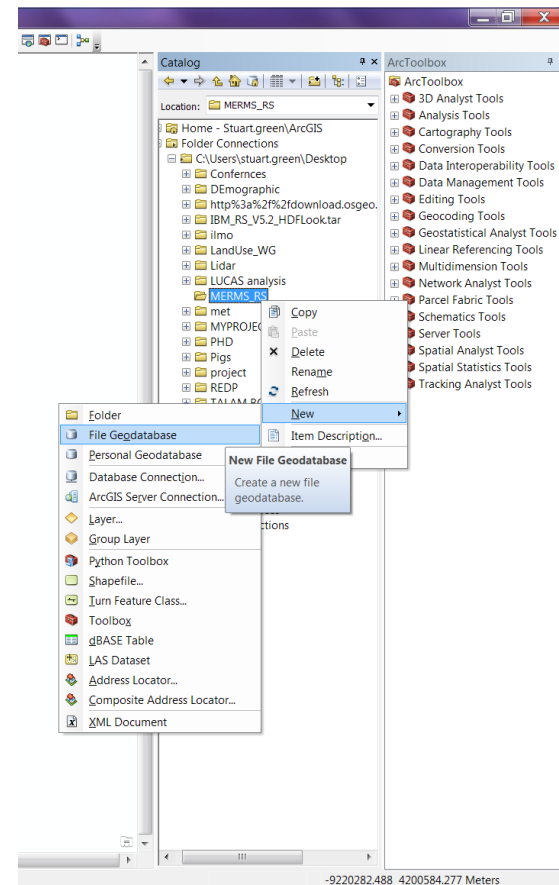 Catalog
Location: MERMS_RS
Home - Stuart.green\ArcGIS
Folder Connections
C:\Users\stuart.green\Desktop
Confernces
DEmographic
http%3a%2f%2fdownload.osgeo.
IBM_RS_V5.2_HDFLook.tar
ilmo
LandUse_WG
Lidar
LUCAS analysis
MERMS_RS
met
MYPROJEC
PHD
Pigs
project
REDP
Copy
Paste
Delete
Rename
Refresh
New
Item Description...
Folder
File Geodatabase
Personal Geodatabase
Database Connection...
ArcGIS Server Connection...
Layer...
Group Layer
Python Toolbox
Shapefile...
Turn Feature Class...
Toolbox
dBASE Table
LAS Dataset
Address Locator...
Composite Address Locator...
XML Document
New File Geodatabase
Create a new file
geodatabase.
ctions
ArcToolbox
ArcToolbox
3D Analyst Tools
Analysis Tools
Cartography Tools
Conversion Tools
Data Interoperability Tools
Data Management Tools
Editing Tools
Geocoding Tools
Geostatistical Analyst Tools
Linear Referencing Tools
Multidimension Tools
Network Analyst Tools
Parcel Fabric Tools
Schematics Tools
Server Tools
Spatial Analyst Tools
Spatial Statistics Tools
Tracking Analyst Tools
-9220282.488 4200584.277 Meters